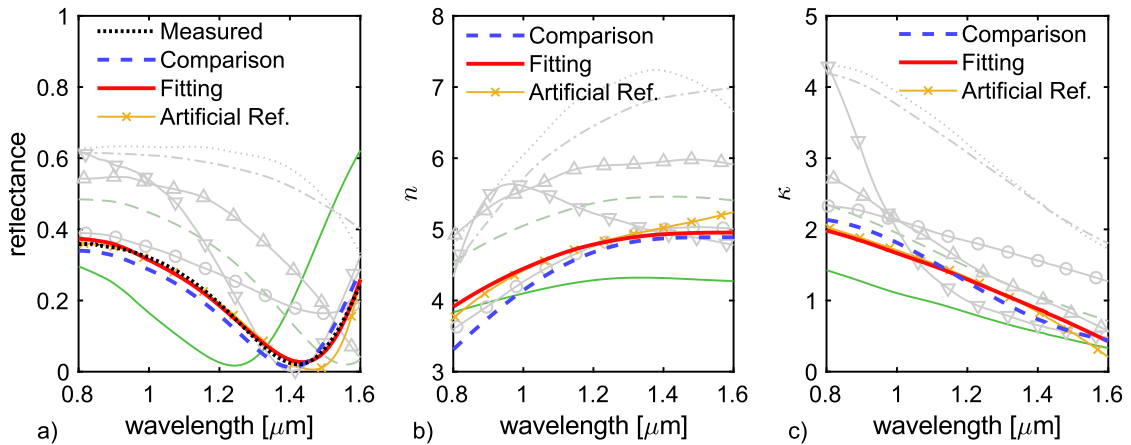 1
0.8
0.6
0.4
0.2
0
0.8
1
1.2
1.4
1.6
reflectance
wavelength [μm]
a)
Measured
Comparison
Fitting
Artificial Ref.
8
7
6
5
4
3
0.8
1
1.2
1.4
1.6
n
wavelength [μm]
b)
Comparison
Fitting
Artificial Ref.
5
4
3
2
1
0
0.8
1
1.2
1.4
1.6
κ
wavelength [μm]
c)
Comparison
Fitting
Artificial Ref.